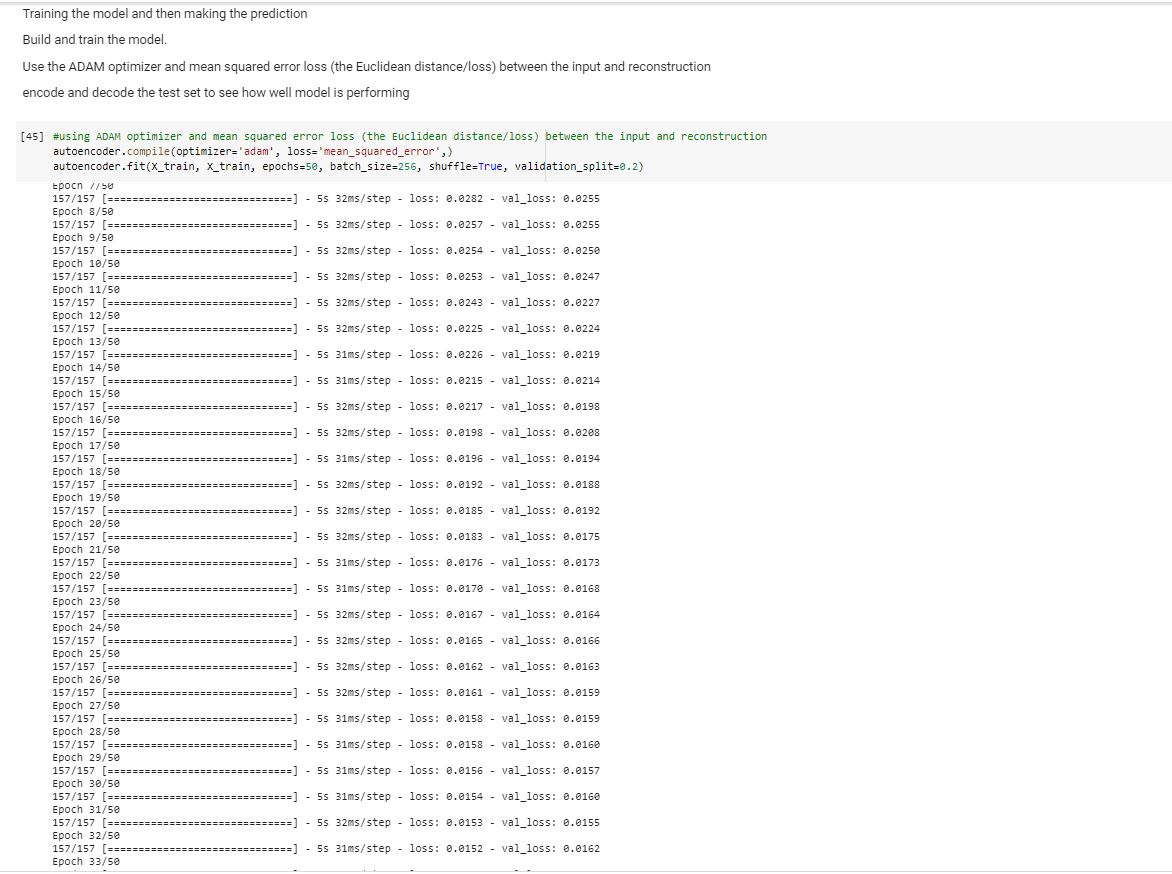 Training the model and then making the prediction
Build and train the model.
Use the ADAM optimizer and mean squared error loss (the Euclidean distance/loss) between the input and reconstruction
encode and decode the test set to see how well model is performing
[45] #using ADAM optimizer and mean squared error loss (the Euclidean distance/loss) between the input and reconstruction
autoencoder.compile(optimizer='adam', loss='mean_squared_error',)
autoencoder.fit(X_train, X_train, epochs=50, batch_size=256, shuffle=True, validation_split=0.2)
Epoch 7/50
157/157 [==============================] - 5s 32ms/step - loss: 0.0282 - val_loss: 0.0255
Epoch 8/50
157/157 [==============================] - 5s 32ms/step - loss: 0.0257 - val_loss: 0.0255
Epoch 9/50
157/157 [==============================] - 5s 32ms/step - loss: 0.0254 - val_loss: 0.0250
Epoch 10/50
157/157 [==============================] - 5s 32ms/step - loss: 0.0253 - val_loss: 0.0247
Epoch 11/50
157/157 [==============================] - 5s 32ms/step - loss: 0.0243 - val_loss: 0.0227
Epoch 12/50
157/157 [==============================] - 5s 32ms/step - loss: 0.0225 - val_loss: 0.0224
Epoch 13/50
157/157 [==============================] - 5s 31ms/step - loss: 0.0226 - val_loss: 0.0219
Epoch 14/50
157/157 [==============================] - 5s 31ms/step - loss: 0.0215 - val_loss: 0.0214
Epoch 15/50
157/157 [==============================] - 5s 32ms/step - loss: 0.0217 - val_loss: 0.0198
Epoch 16/50
157/157 [==============================] - 5s 32ms/step - loss: 0.0198 - val_loss: 0.0208
Epoch 17/50
157/157 [==============================] - 5s 31ms/step - loss: 0.0196 - val_loss: 0.0194
Epoch 18/50
157/157 [==============================] - 5s 32ms/step - loss: 0.0192 - val_loss: 0.0188
Epoch 19/50
157/157 [==============================] - 5s 32ms/step - loss: 0.0185 - val_loss: 0.0192
Epoch 20/50
157/157 [==============================] - 5s 32ms/step - loss: 0.0183 - val_loss: 0.0175
Epoch 21/50
157/157 [==============================] - 5s 31ms/step - loss: 0.0176 - val_loss: 0.0173
Epoch 22/50
157/157 [==============================] - 5s 31ms/step - loss: 0.0170 - val_loss: 0.0168
Epoch 23/50
157/157 [==============================] - 5s 32ms/step - loss: 0.0167 - val_loss: 0.0164
Epoch 24/50
157/157 [==============================] - 5s 32ms/step - loss: 0.0165 - val_loss: 0.0166
Epoch 25/50
157/157 [==============================] - 5s 32ms/step - loss: 0.0162 - val_loss: 0.0163
Epoch 26/50
157/157 [==============================] - 5s 32ms/step - loss: 0.0161 - val_loss: 0.0159
Epoch 27/50
157/157 [==============================] - 5s 31ms/step - loss: 0.0158 - val_loss: 0.0159
Epoch 28/50
157/157 [==============================] - 5s 31ms/step - loss: 0.0158 - val_loss: 0.0160
Epoch 29/50
157/157 [==============================] - 5s 31ms/step - loss: 0.0156 - val_loss: 0.0157
Epoch 30/50
157/157 [==============================] - 5s 31ms/step - loss: 0.0154 - val_loss: 0.0160
Epoch 31/50
157/157 [==============================] - 5s 32ms/step - loss: 0.0153 - val_loss: 0.0155
Epoch 32/50
157/157 [==============================] - 5s 31ms/step - loss: 0.0152 - val_loss: 0.0162
Epoch 33/50